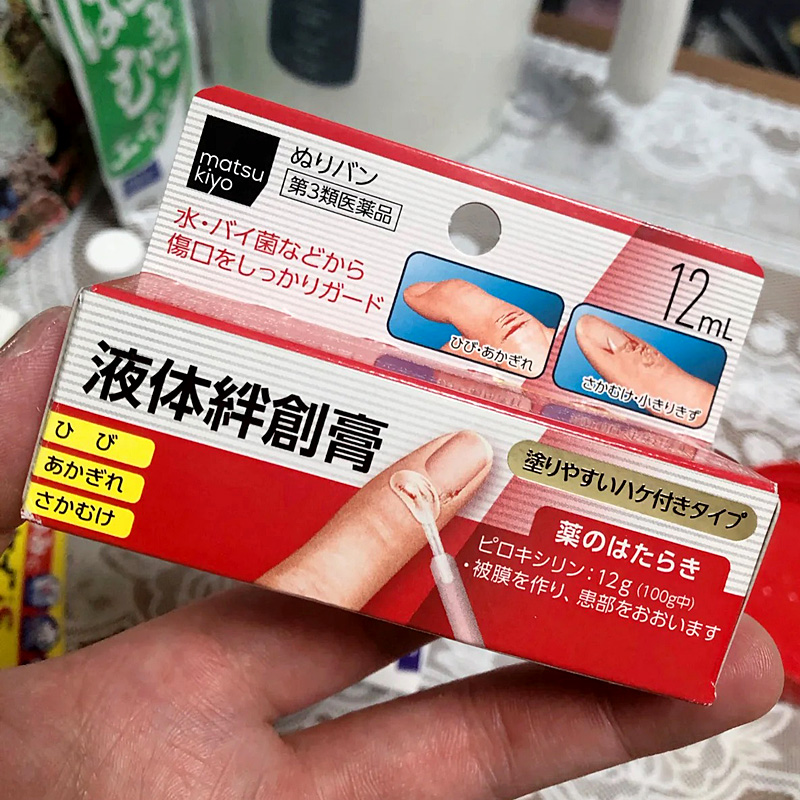 matsu
kiyo
ぬりバン
第3類医薬品
水・バイ菌などから
傷口をしっかりガード
12mL
ひび・あかぎれ
さかむけ・小きりきず
液体絆創膏
ひび
あかぎれ
さかむけ
塗りやすいハケ付きタイプ
薬のはたらき
ピロキシリン：12g（100g中）
・被膜を作り、患部をおおいます